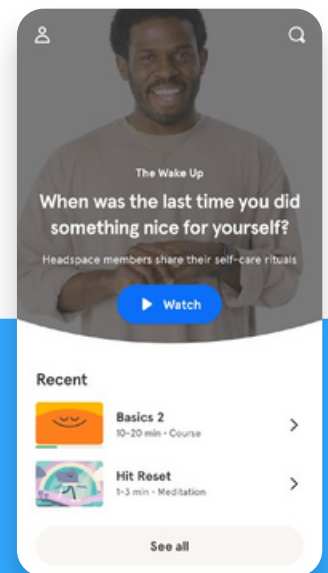 The Wake Up
When was the last time you did
something nice for yourself?
Headspace members share their self-care rituals
Watch
Recent
Basics 2
10-20 min · Course
Hit Reset
1-3 min · Meditation
See all